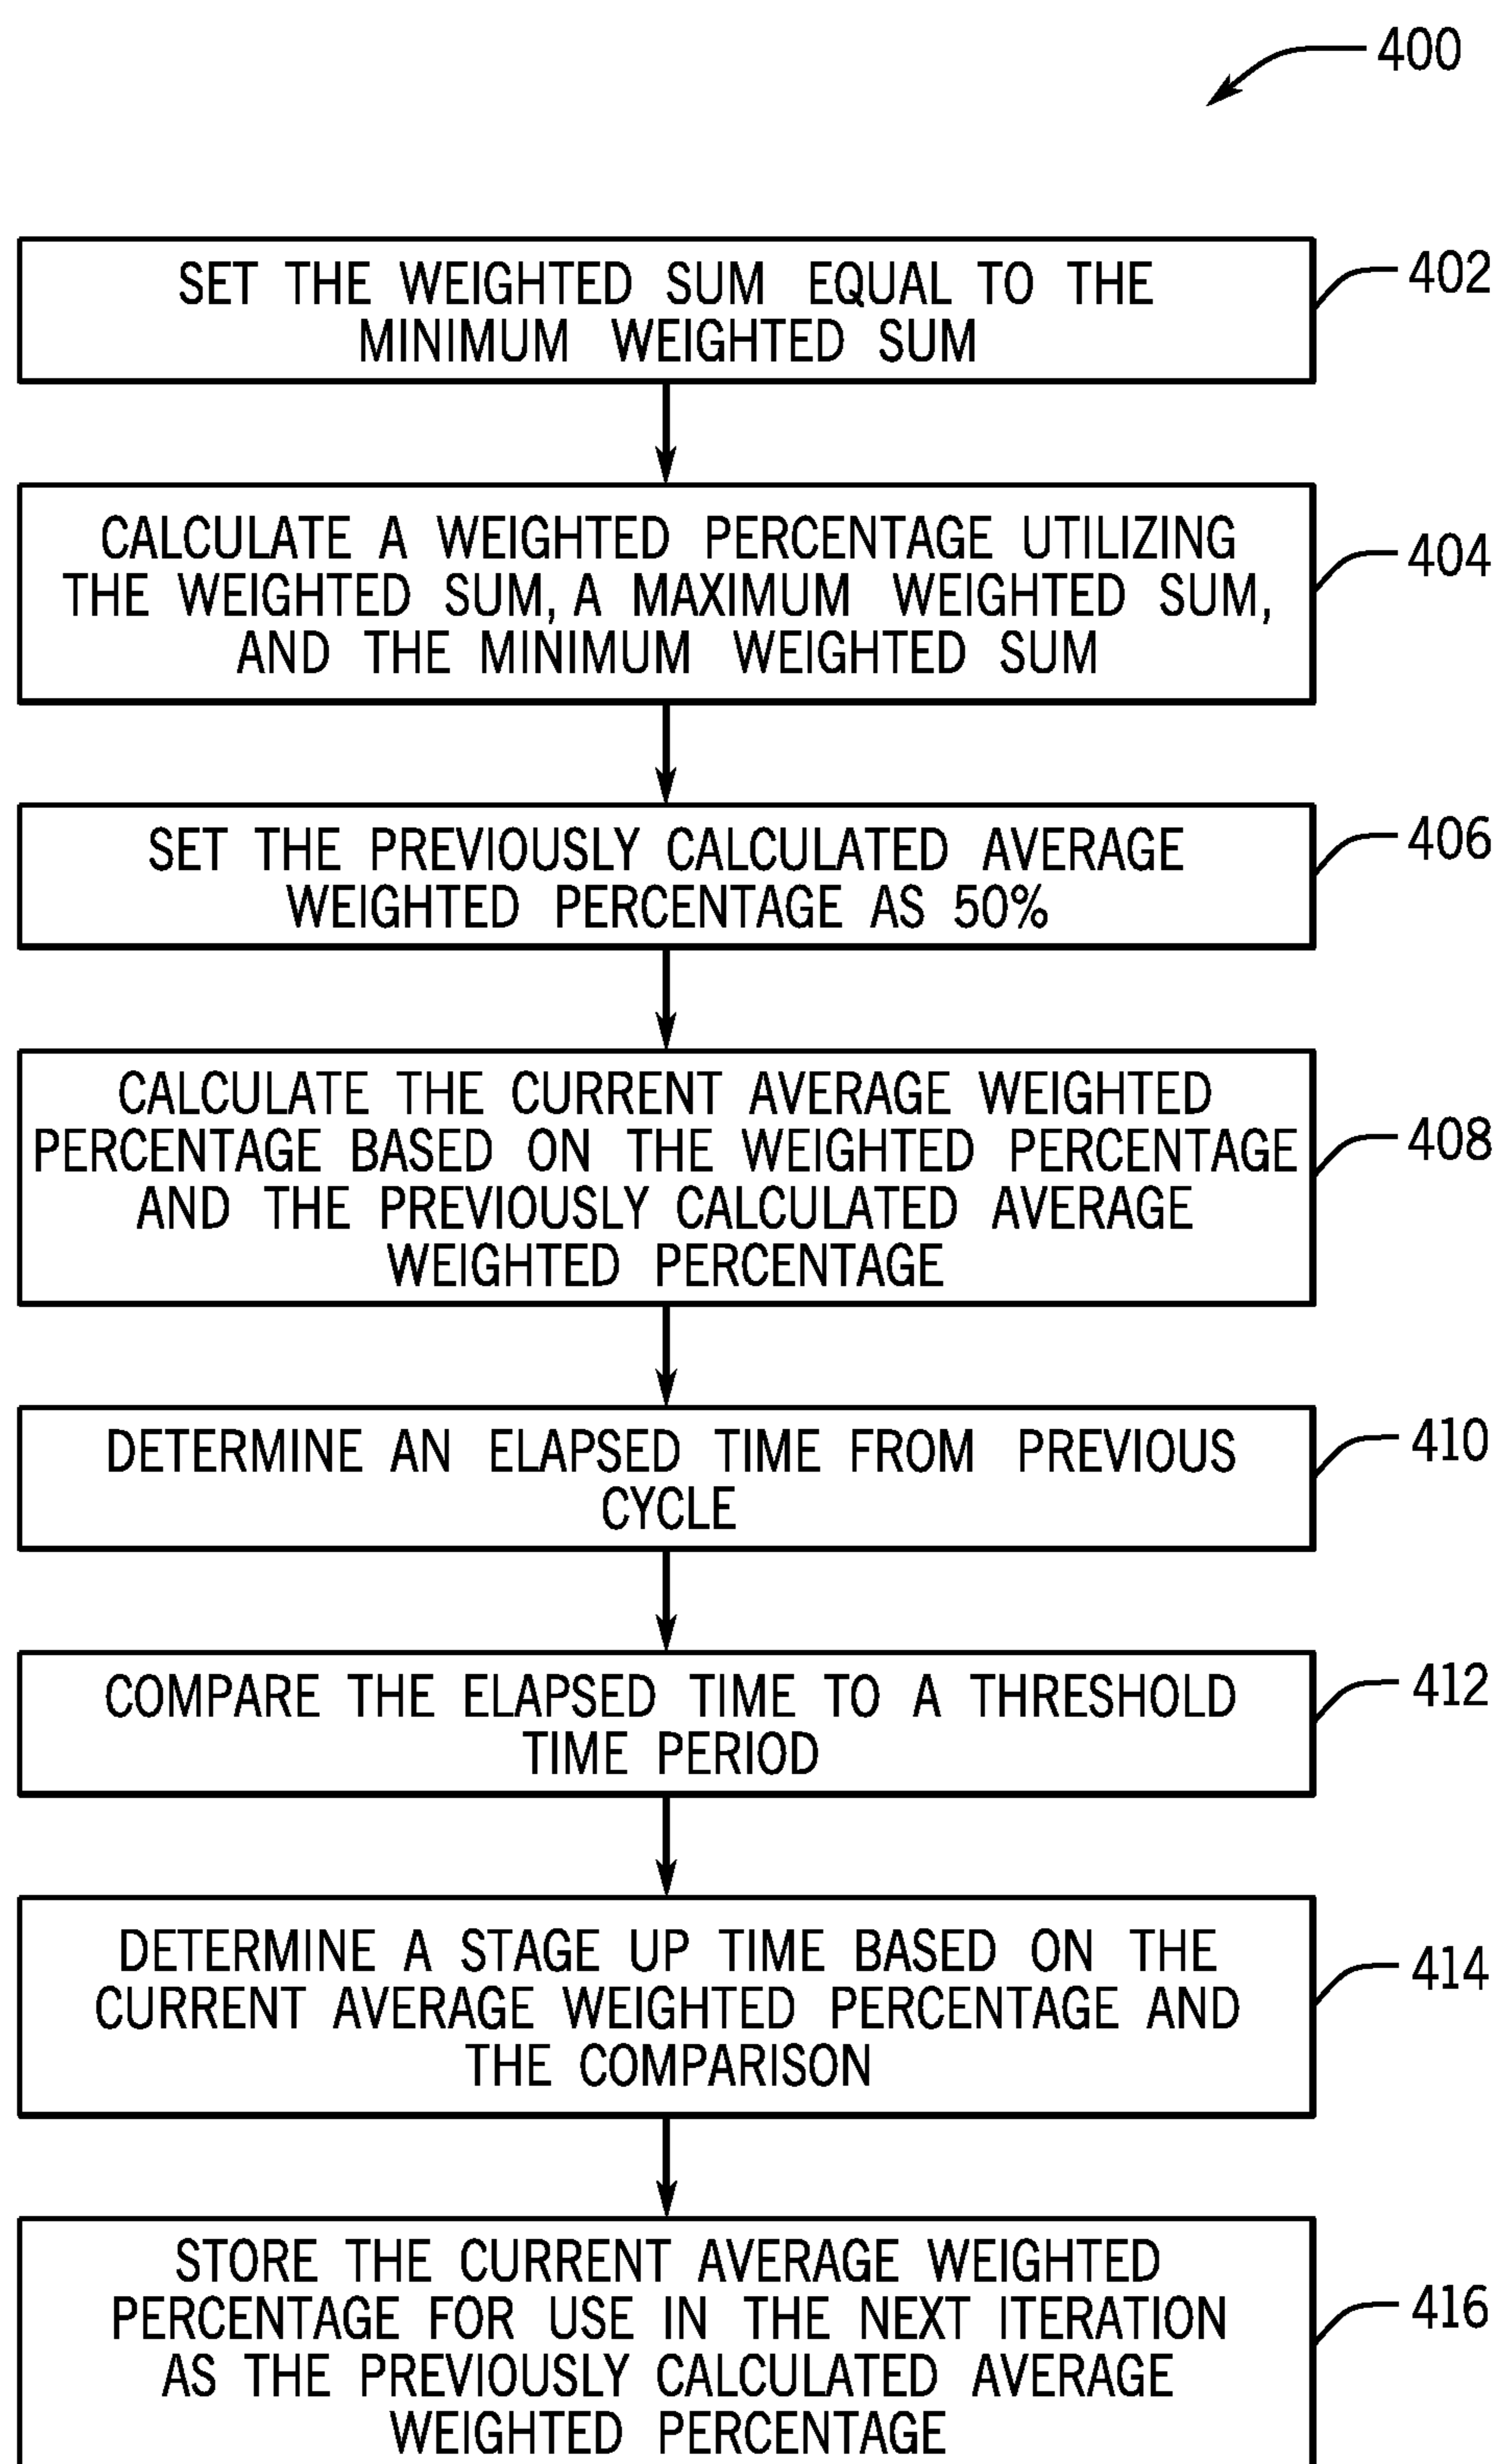 400
SET THE WEIGHTED SUM EQUAL TO THE
MINIMUM WEIGHTED SUM
402
CALCULATE A WEIGHTED PERCENTAGE UTILIZING
THE WEIGHTED SUM, A MAXIMUM WEIGHTED SUM,
AND THE MINIMUM WEIGHTED SUM
404
SET THE PREVIOUSLY CALCULATED AVERAGE
WEIGHTED PERCENTAGE AS 50%
406
CALCULATE THE CURRENT AVERAGE WEIGHTED
PERCENTAGE BASED ON THE WEIGHTED PERCENTAGE
AND THE PREVIOUSLY CALCULATED AVERAGE
WEIGHTED PERCENTAGE
408
DETERMINE AN ELAPSED TIME FROM PREVIOUS
CYCLE
410
COMPARE THE ELAPSED TIME TO A THRESHOLD
TIME PERIOD
412
DETERMINE A STAGE UP TIME BASED ON THE
CURRENT AVERAGE WEIGHTED PERCENTAGE AND
THE COMPARISON
414
STORE THE CURRENT AVERAGE WEIGHTED
PERCENTAGE FOR USE IN THE NEXT ITERATION
AS THE PREVIOUSLY CALCULATED AVERAGE
WEIGHTED PERCENTAGE
416